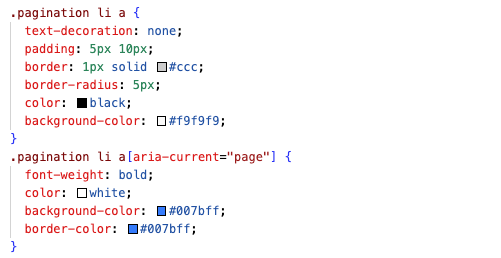 .pagination li a {
  text-decoration: none;
  padding: 5px 10px;
  border: 1px solid #ccc;
  border-radius: 5px;
  color: black;
  background-color: #f9f9f9;
}
.pagination li a[aria-current="page"] {
  font-weight: bold;
  color: white;
  background-color: #007bff;
  border-color: #007bff;
}